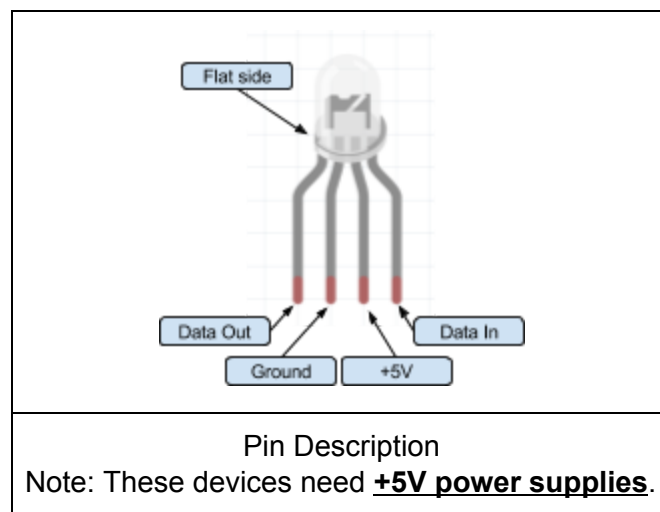 Flat side
Data Out
Data In
Ground
+5V
Pin Description
Note: These devices need +5V power supplies.